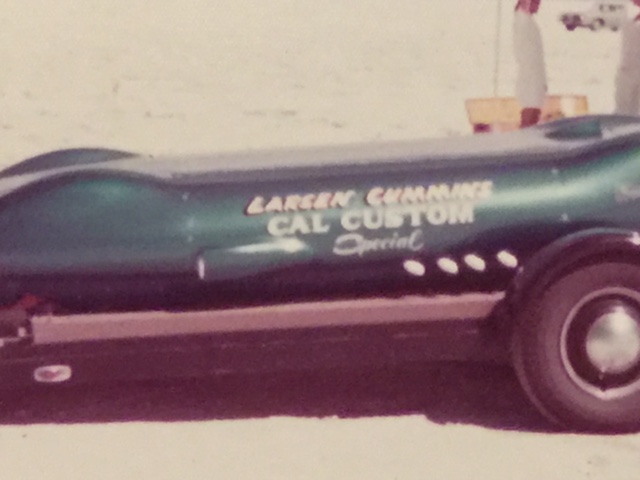 LARSEN CUMMINS
CAL CUSTOM
Special